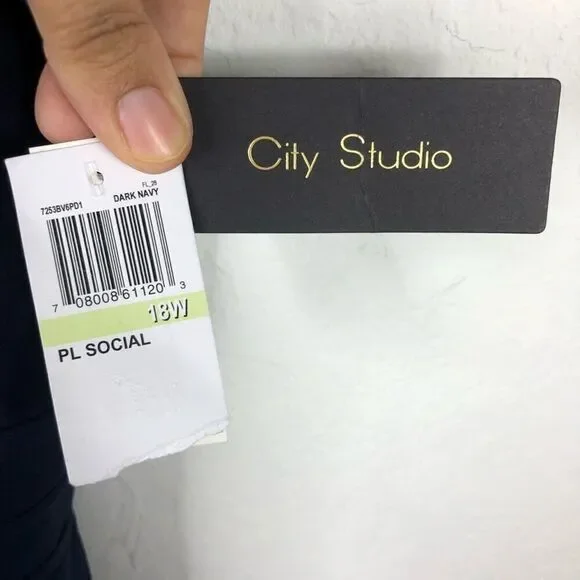 City Studio
FL_28
7253BV6PD1 DARK NAVY
7 08008 61120 3
18W
PL SOCIAL